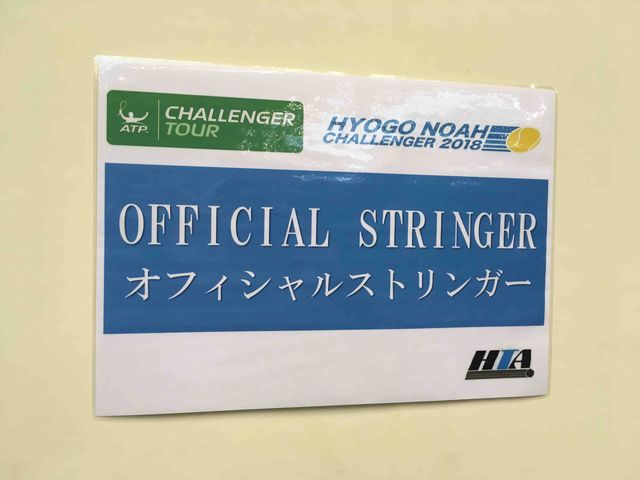 ATP
CHALLENGER
TOUR
HYOGO NOAH
CHALLENGER 2018
OFFICIAL STRINGER
オフィシャルストリンガー
HTA